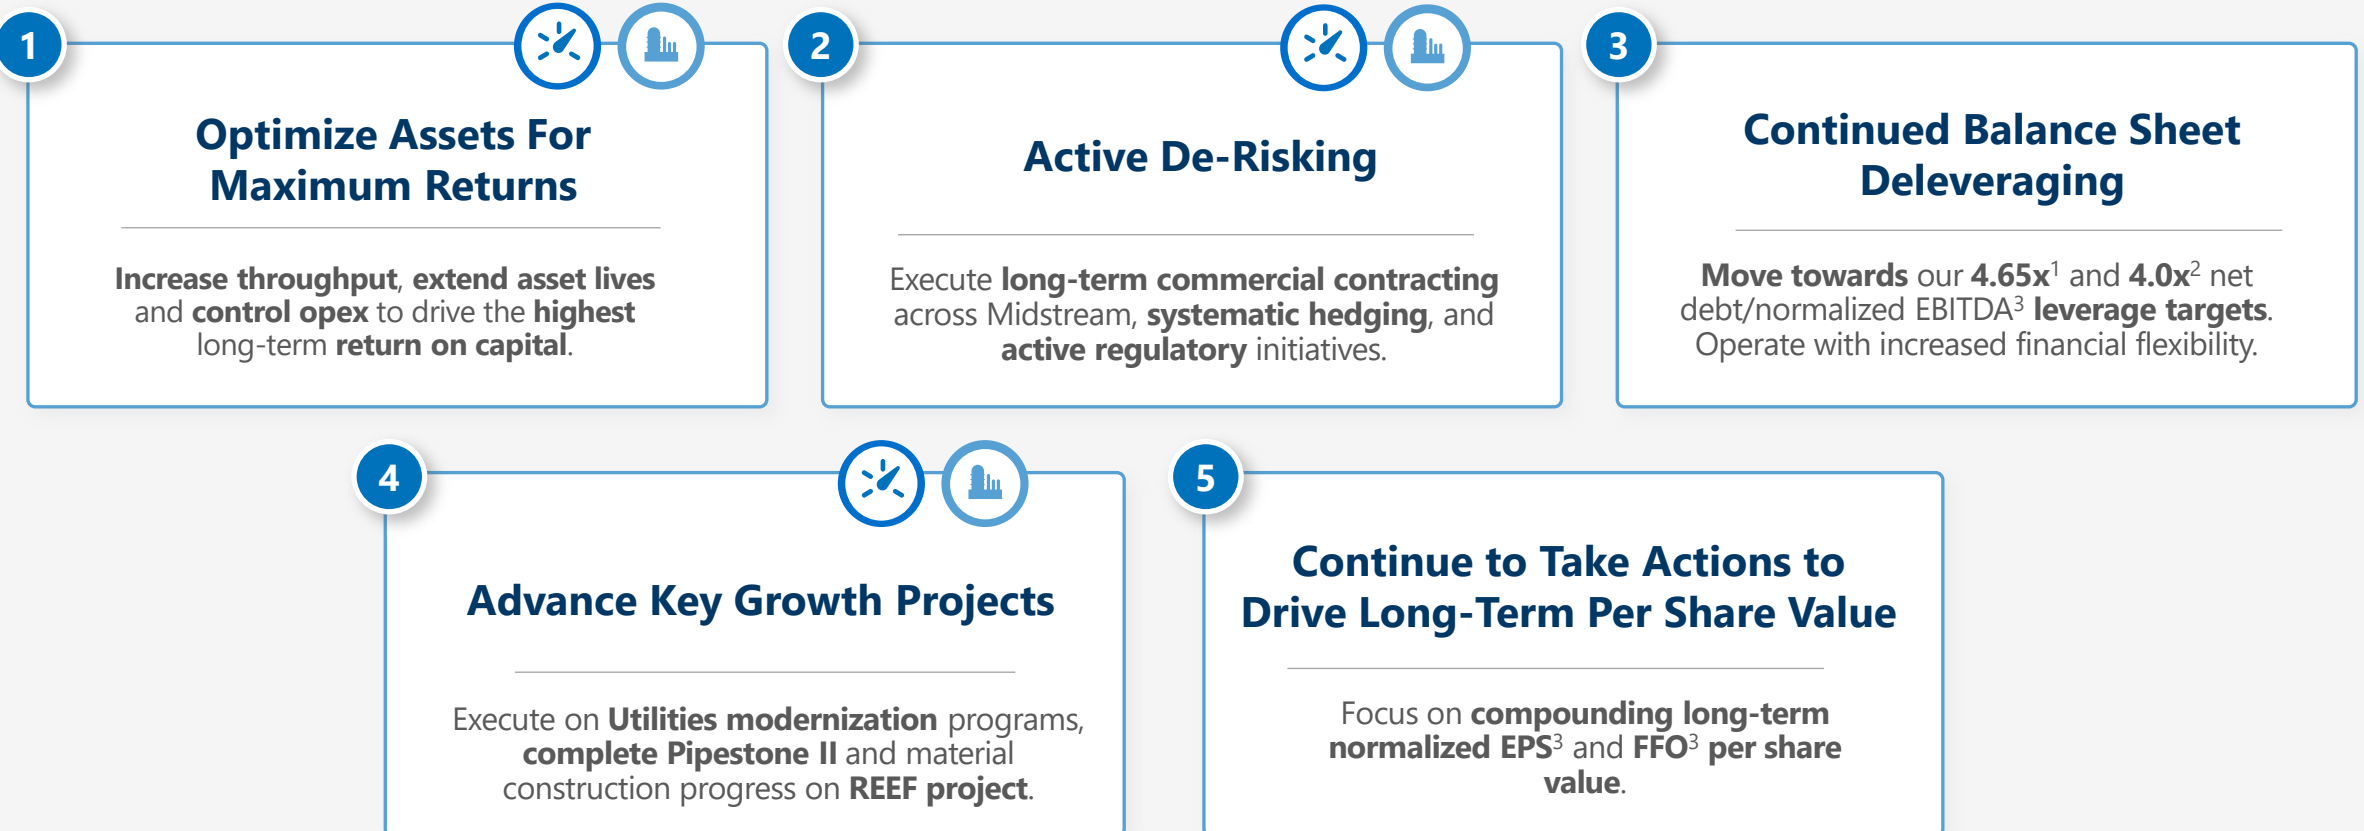 1
Optimize Assets For
Maximum Returns
Increase throughput, extend asset lives
and control opex to drive the highest
long-term return on capital.
2
Active De-Risking
Execute long-term commercial contracting
across Midstream, systematic hedging, and
active regulatory initiatives.
3
Continued Balance Sheet
Deleveraging
Move towards our 4.65x¹ and 4.0x² net
debt/normalized EBITDA³ leverage targets.
Operate with increased financial flexibility.
4
Advance Key Growth Projects
Execute on Utilities modernization programs,
complete Pipestone II and material
construction progress on REEF project.
5
Continue to Take Actions to
Drive Long-Term Per Share Value
Focus on compounding long-term
normalized EPS³ and FFO³ per share
value.